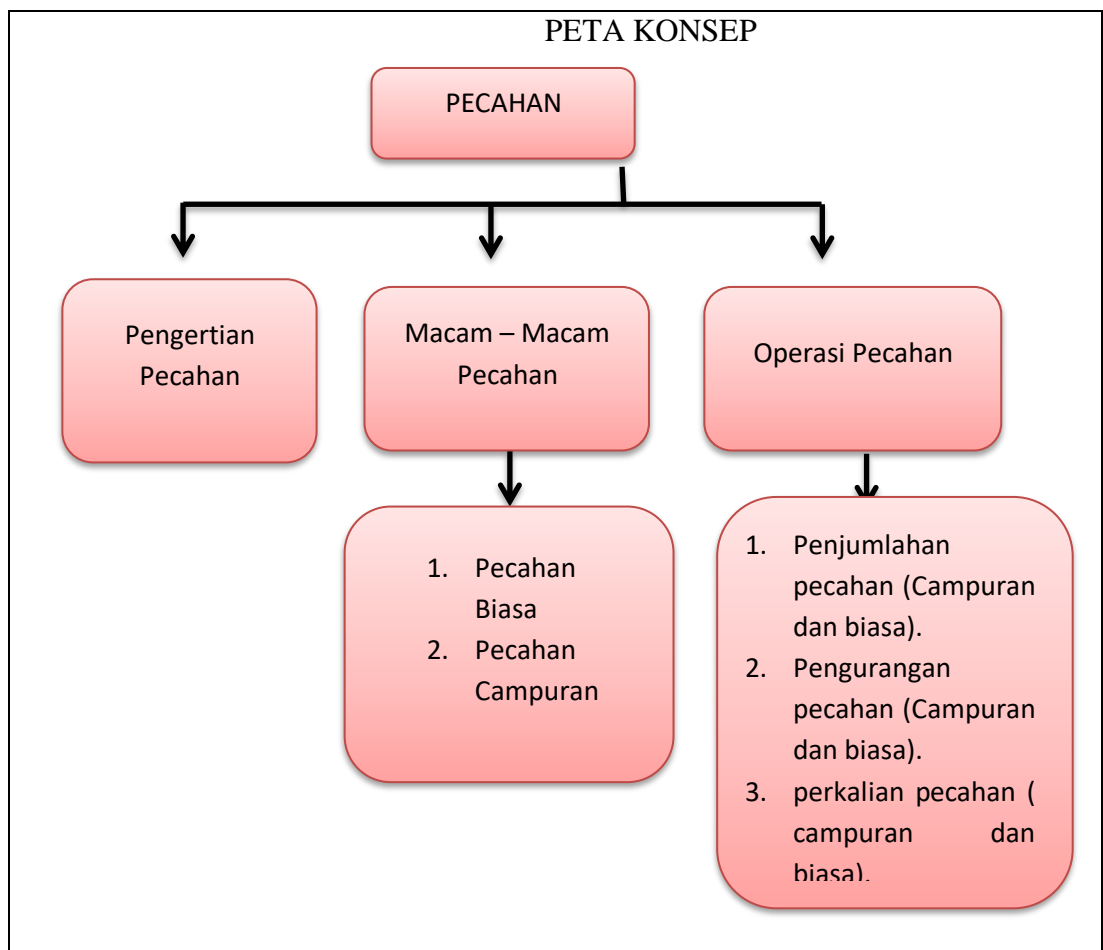 PETA KONSEP
PECAHAN
Pengertian
Pecahan
Macam – Macam
Pecahan
Operasi Pecahan
1. Pecahan
Biasa
2. Pecahan
Campuran
1. Penjumlahan
pecahan (Campuran
dan biasa).
2. Pengurangan
pecahan (Campuran
dan biasa).
3. perkalian pecahan (
campuran dan
biasa).